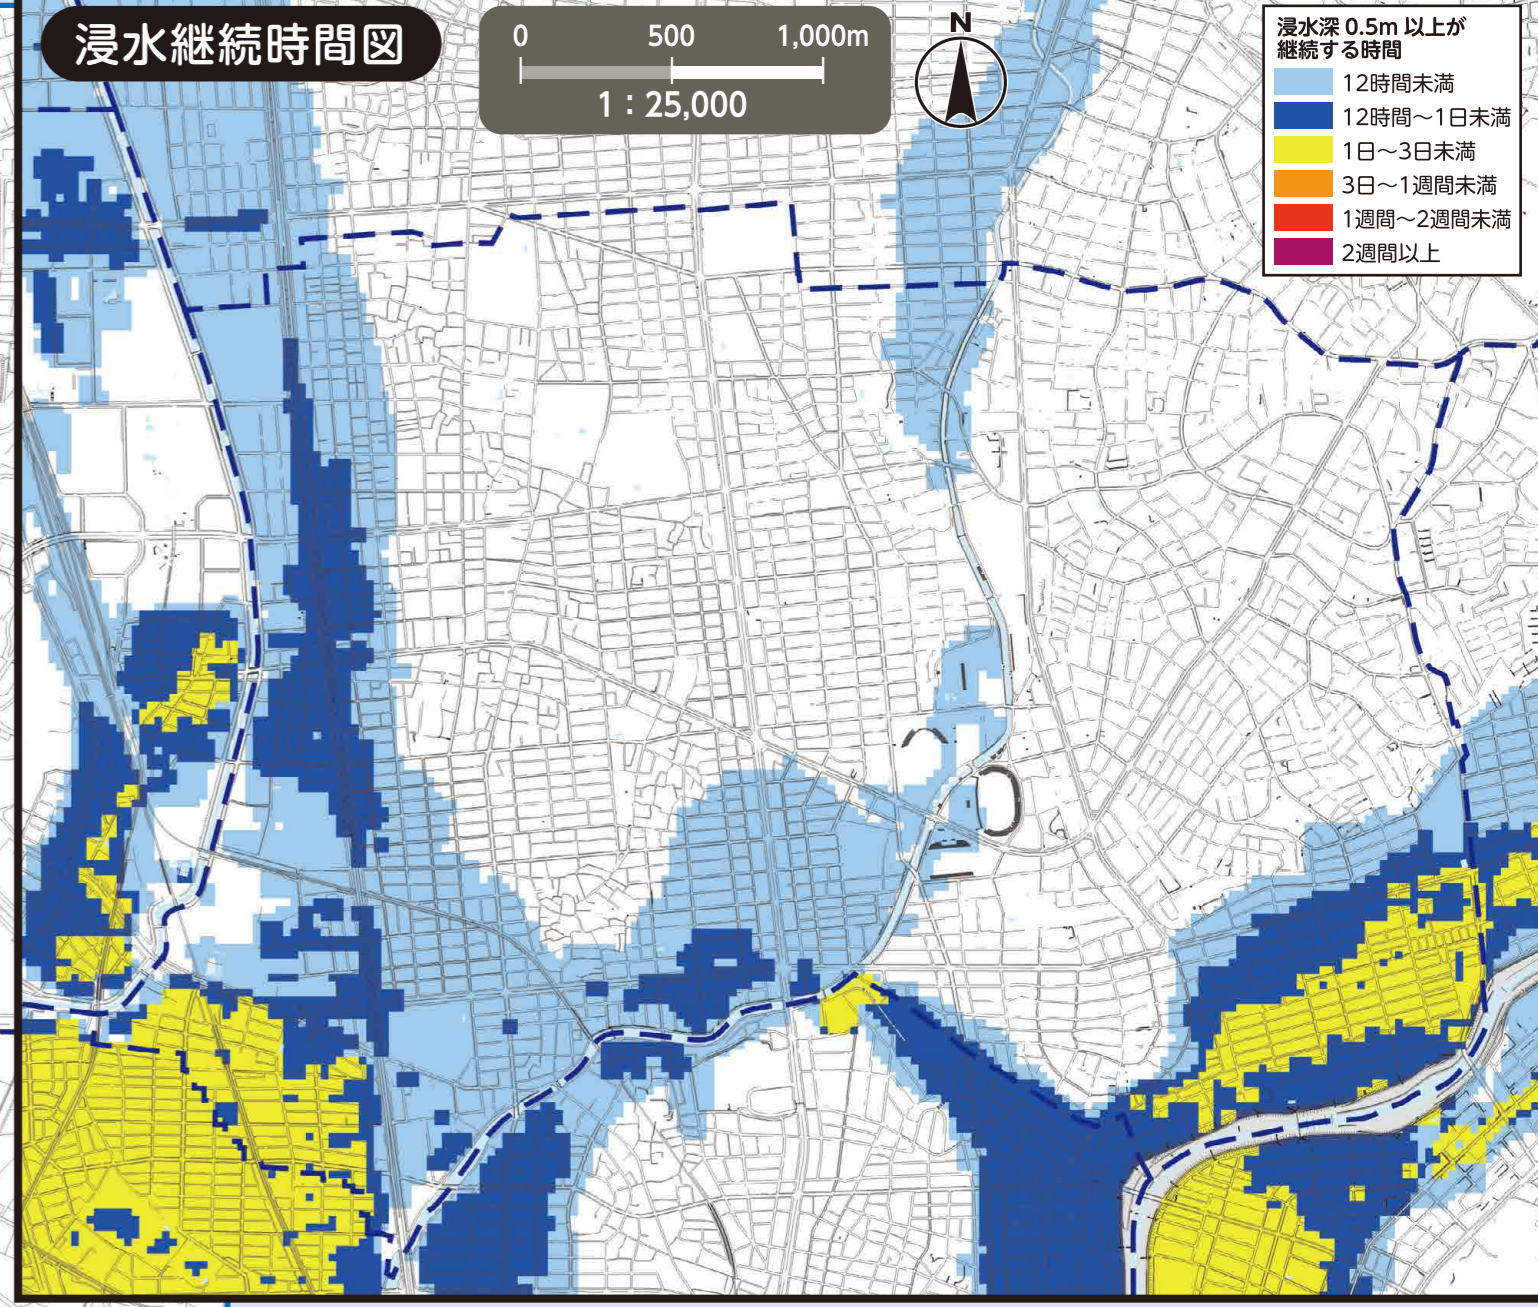 浸水継続時間図
0 500 1,000m
1：25,000
N
浸水深 0.5m 以上が
継続する時間
12時間未満
12時間～1日未満
1日～3日未満
3日～1週間未満
1週間～2週間未満
2週間以上